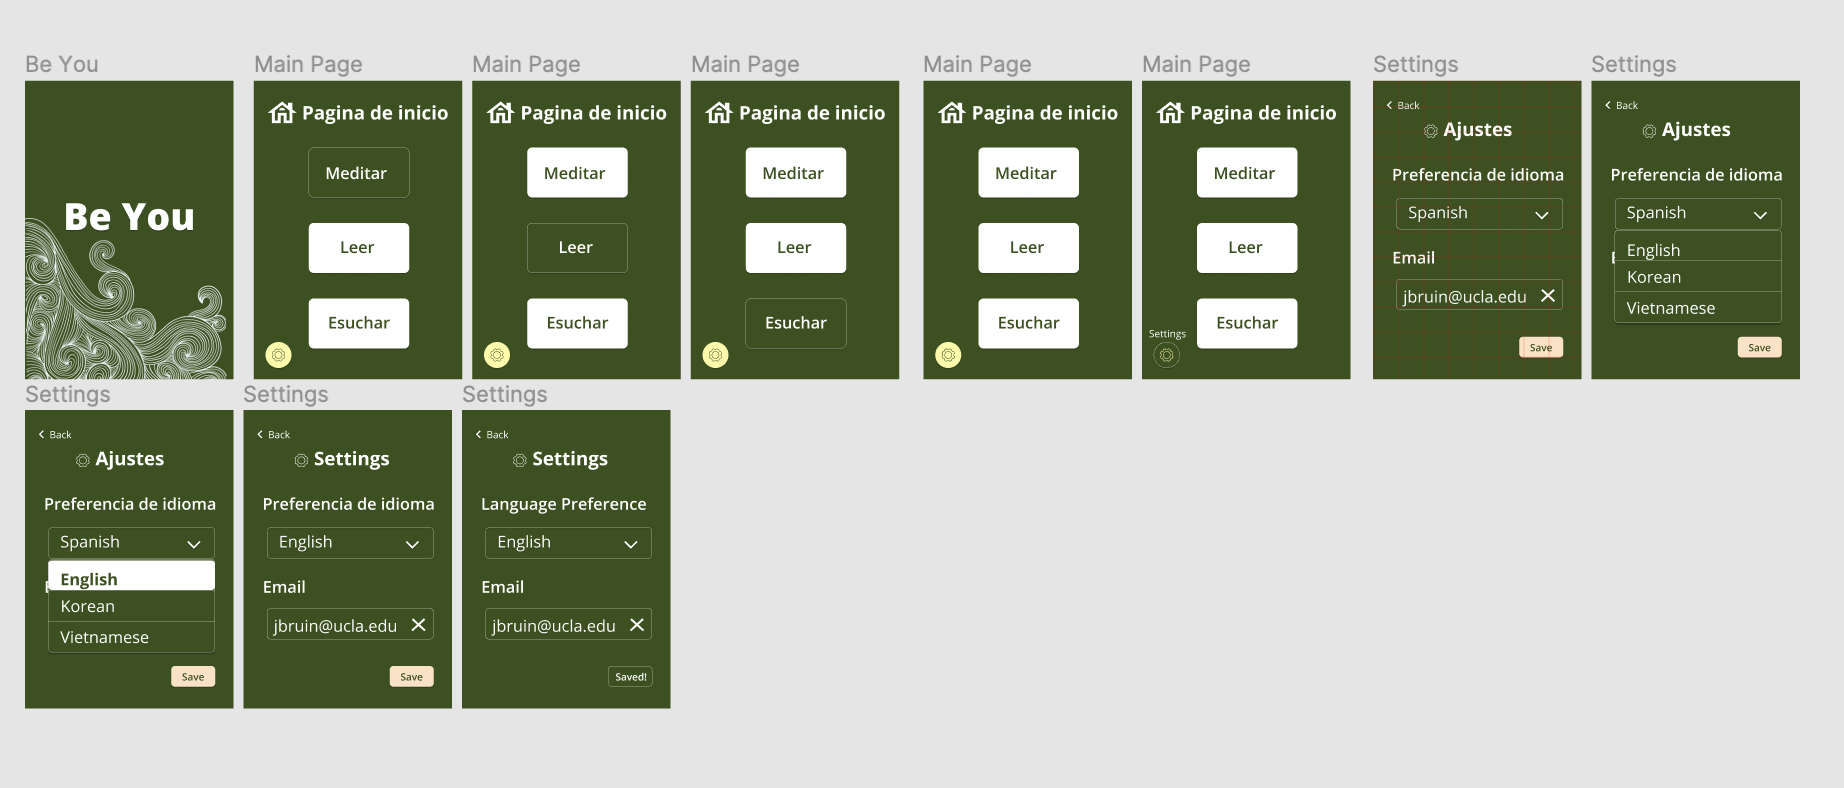 Be You
Be You
Main Page
Pagina de inicio
Meditar
Leer
Esuchar
Main Page
Pagina de inicio
Meditar
Leer
Esuchar
Main Page
Pagina de inicio
Meditar
Leer
Esuchar
Main Page
Pagina de inicio
Meditar
Leer
Esuchar
Main Page
Pagina de inicio
Meditar
Leer
Esuchar
Settings
Settings
Back
Ajustes
Preferencia de idioma
Spanish
Email
jbruin@ucla.edu
Save
Settings
Back
Ajustes
Preferencia de idioma
Spanish
English
Korean
Vietnamese
Save
Settings
Back
Ajustes
Preferencia de idioma
Spanish
English
Korean
Vietnamese
Save
Settings
Back
Settings
Preferencia de idioma
English
Email
jbruin@ucla.edu
Save
Settings
Back
Settings
Language Preference
English
Email
jbruin@ucla.edu
Saved!